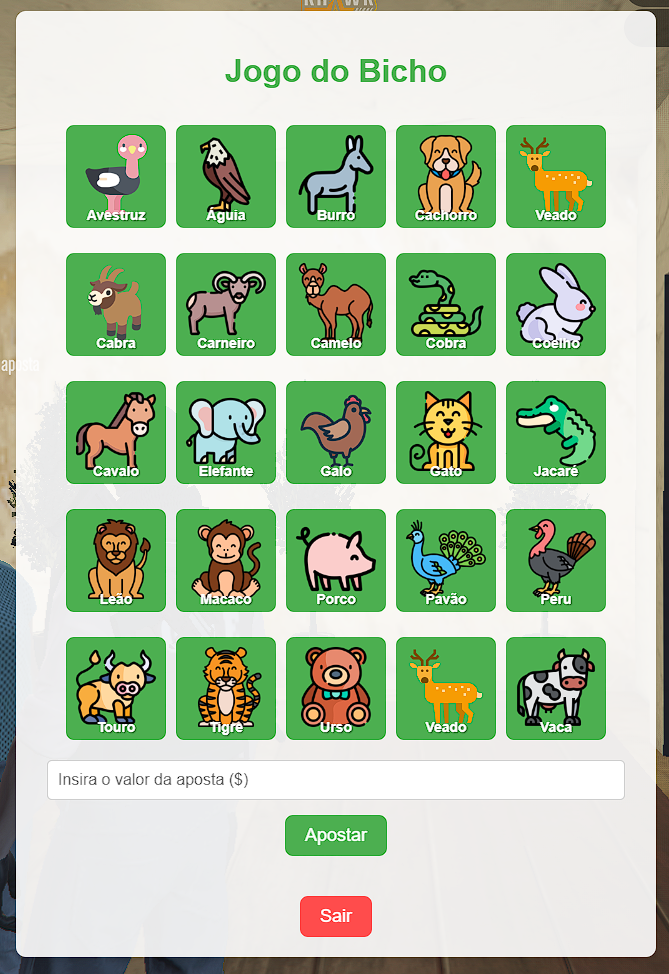 Jogo do Bicho
Avestruz
Águia
Burro
Cachorro
Veado
Cabra
Carneiro
Camelo
Cobra
Coelho
aposta
Cavalo
Elefante
Galo
Gato
Jacaré
Leão
Macaco
Porco
Pavão
Peru
Touro
Tigre
Urso
Veado
Vaca
Insira o valor da aposta ($)
Apostar
Sair